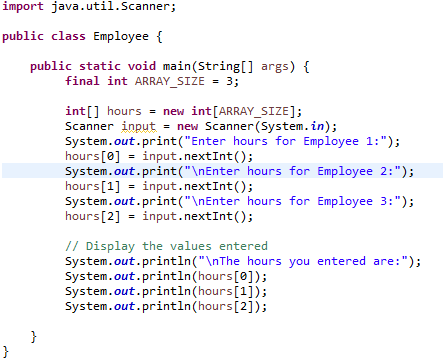 import java.util.Scanner;
public class Employee {
public static void main(String[] args) {
final int ARRAY_SIZE = 3;
int[] hours = new int[ARRAY_SIZE];
Scanner input = new Scanner(System.in);
System.out.print("Enter hours for Employee 1:");
hours[0] = input.nextInt();
System.out.print("\nEnter hours for Employee 2:");
hours[1] = input.nextInt();
System.out.print("\nEnter hours for Employee 3:");
hours[2] = input.nextInt();
// Display the values entered
System.out.println("\nThe hours you entered are:");
System.out.println(hours[0]);
System.out.println(hours[1]);
System.out.println(hours[2]);
}
}